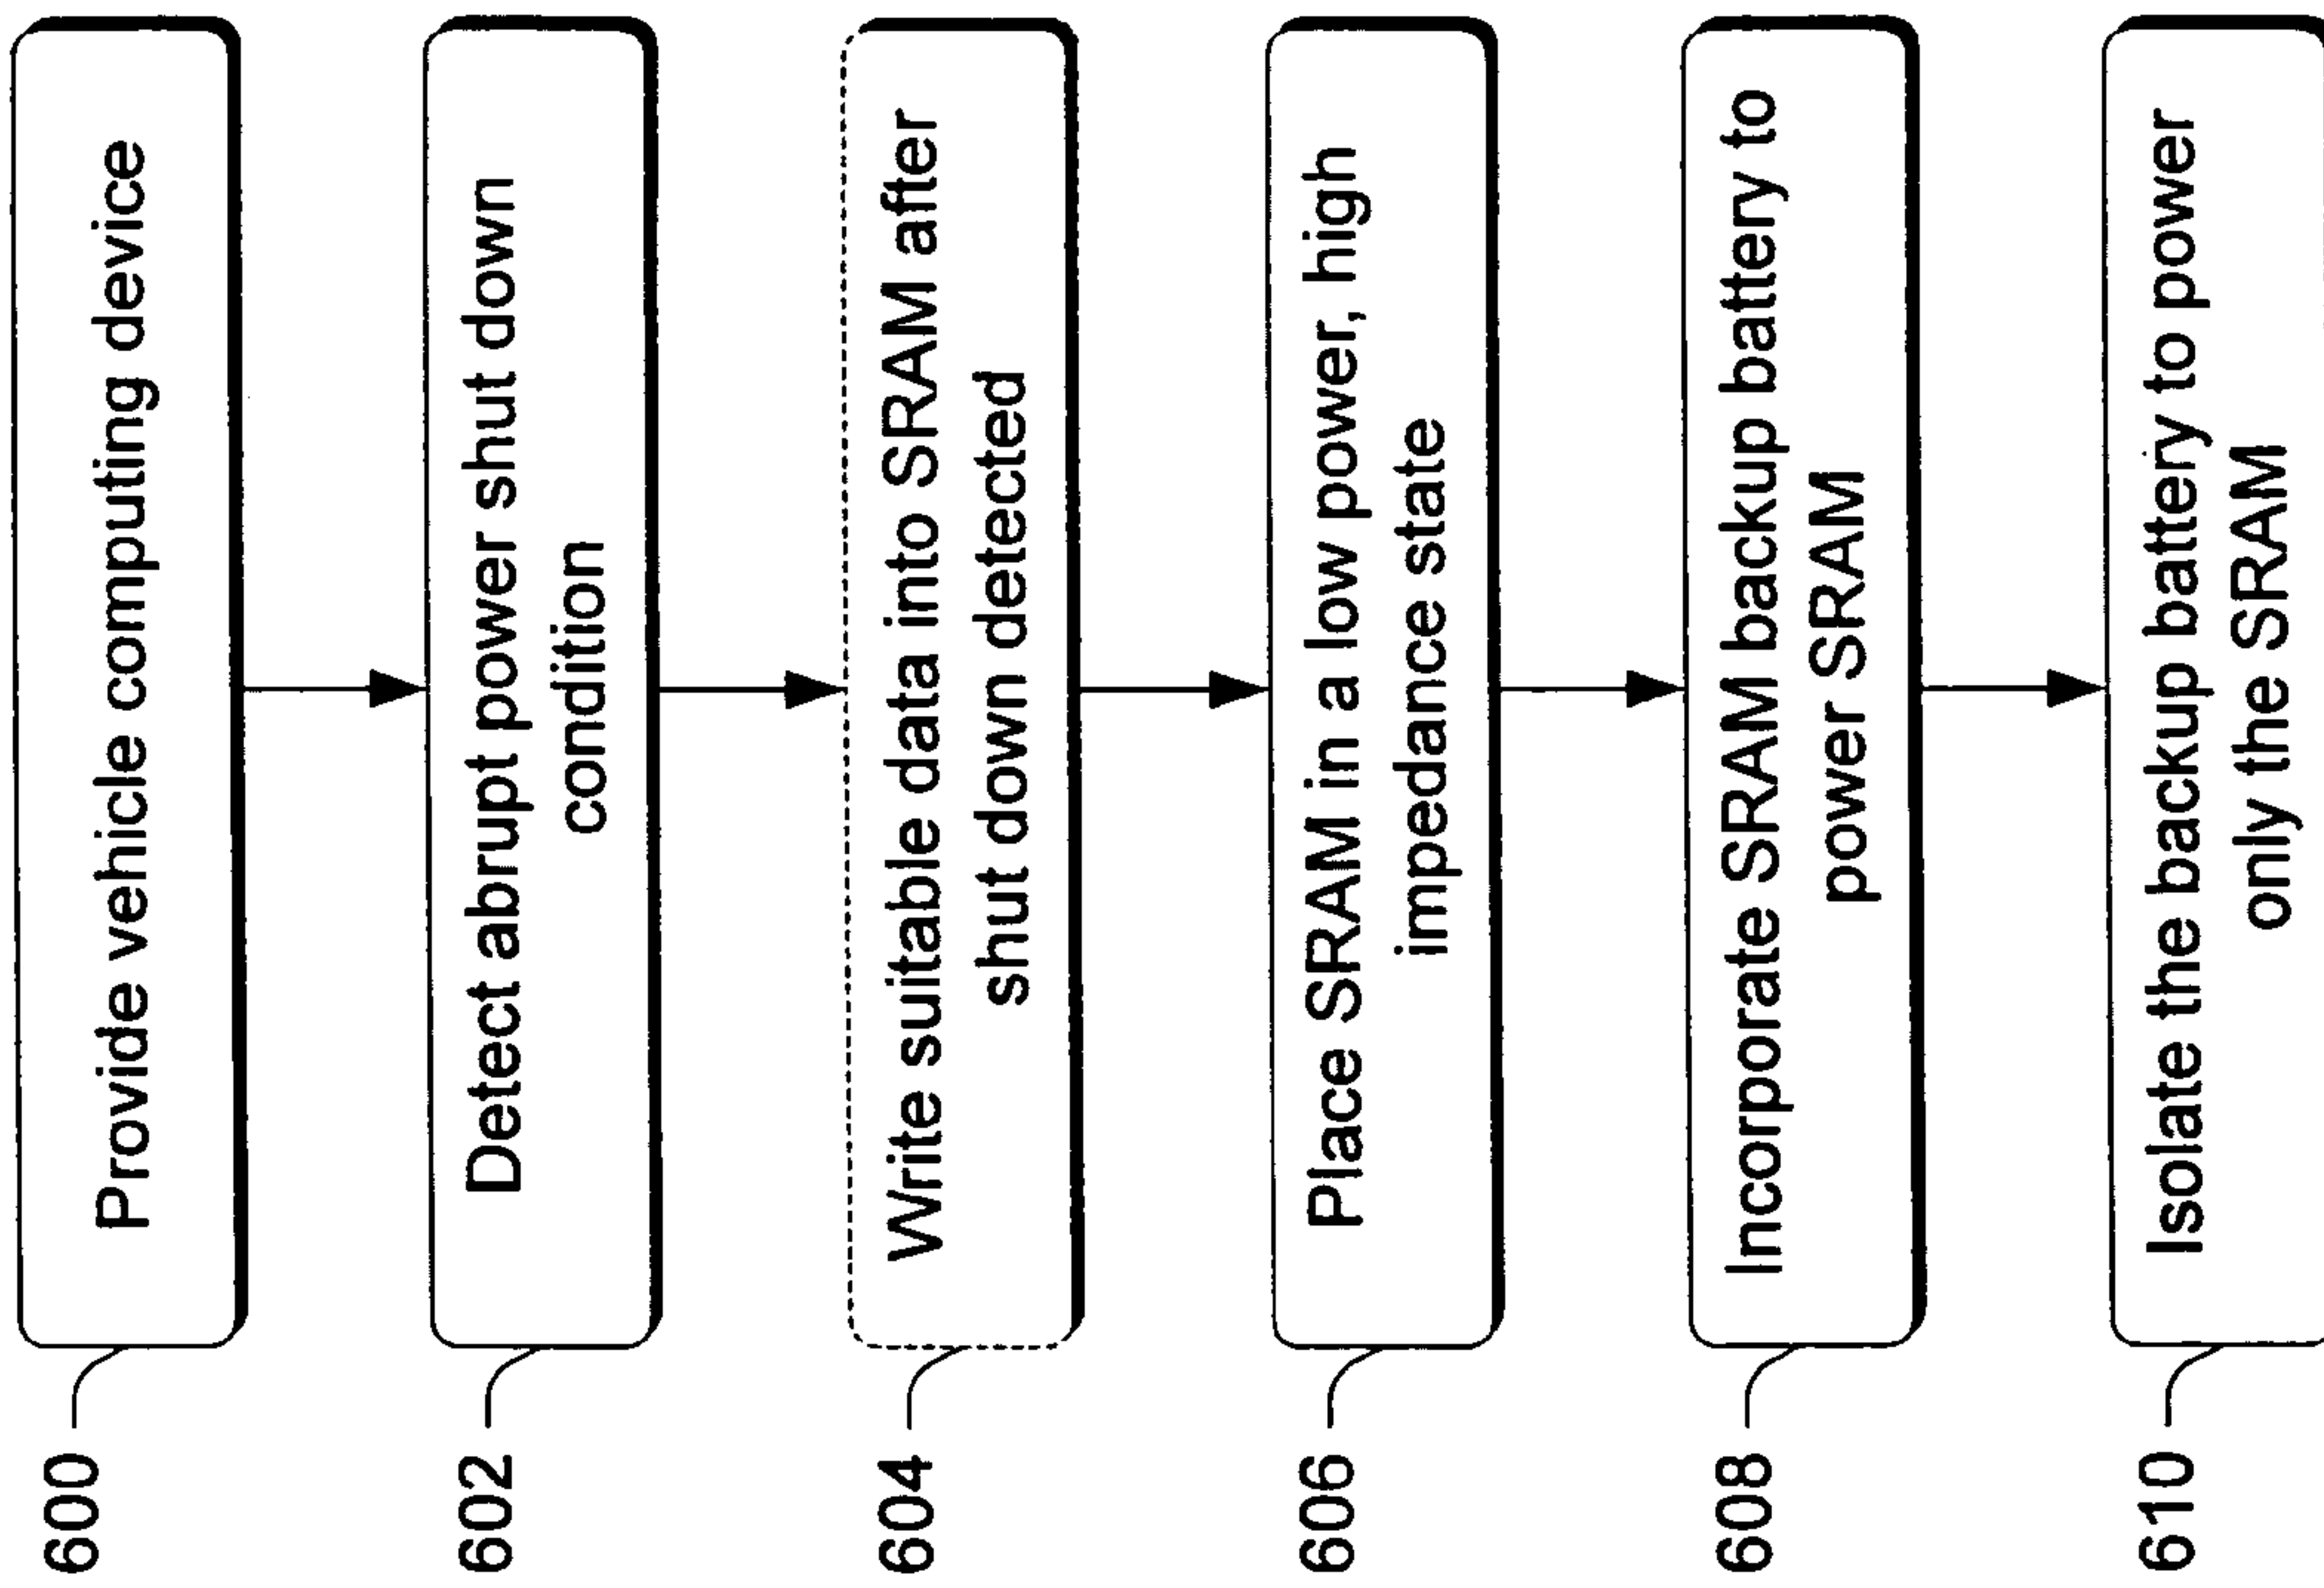 600
Provide vehicle computing device
602
Detect abrupt power shut down
condition
604
Write suitable data into SRAM after
shut down detected
606
Place SRAM in a low power, high
impedance state
608
Incorporate SRAM backup battery to
power SRAM
610
Isolate the backup battery to power
only the SRAM